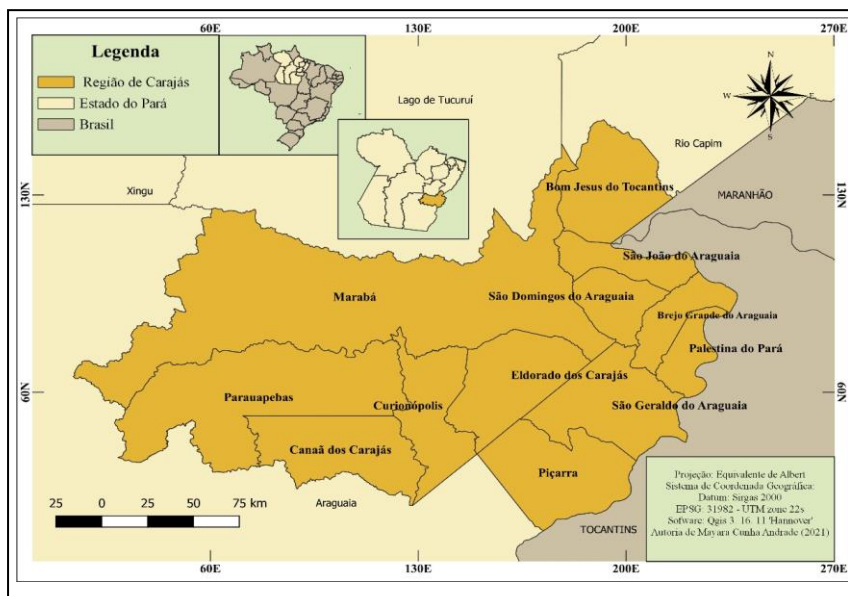 60E
130E
200E
270E
Legenda
Região de Carajás
Estado do Pará
Brasil
Lago de Tucuruí
N
W
E
S
Rio Capim
Xingu
130N
130N
Bom Jesus do Tocantins
MARANHÃO
São João do Araguaia
Marabá
São Domingos do Araguaia
Brejo Grande do Araguaia
Palestina do Pará
Eldorado dos Carajás
60N
60N
Parauapebas
Curionópolis
São Geraldo do Araguaia
Canaã dos Carajás
Piçarra
25 0 25 50 75 km
Araguaia
TOCANTINS
Projeção: Equivalente de Albert
Sistema de Coordenada Geográfica:
Datum: Sirgas 2000
EPSG: 31982 - UTM zone 22s
Software: Qgis 3. 16. 11 'Hannover'
Autoria de Mayara Cunha Andrade (2021)
60E
130E
200E
270E